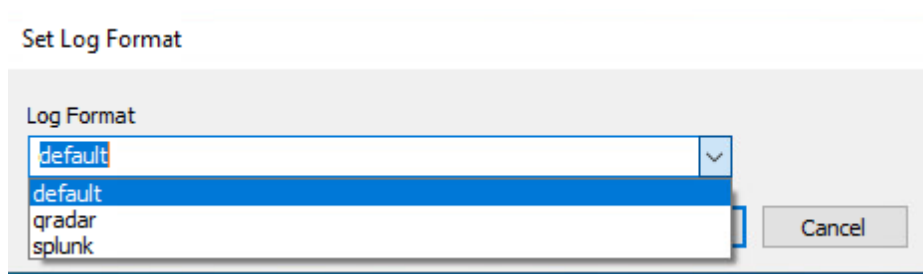 Set Log Format
Log Format
default
default
qradar
splunk
Cancel